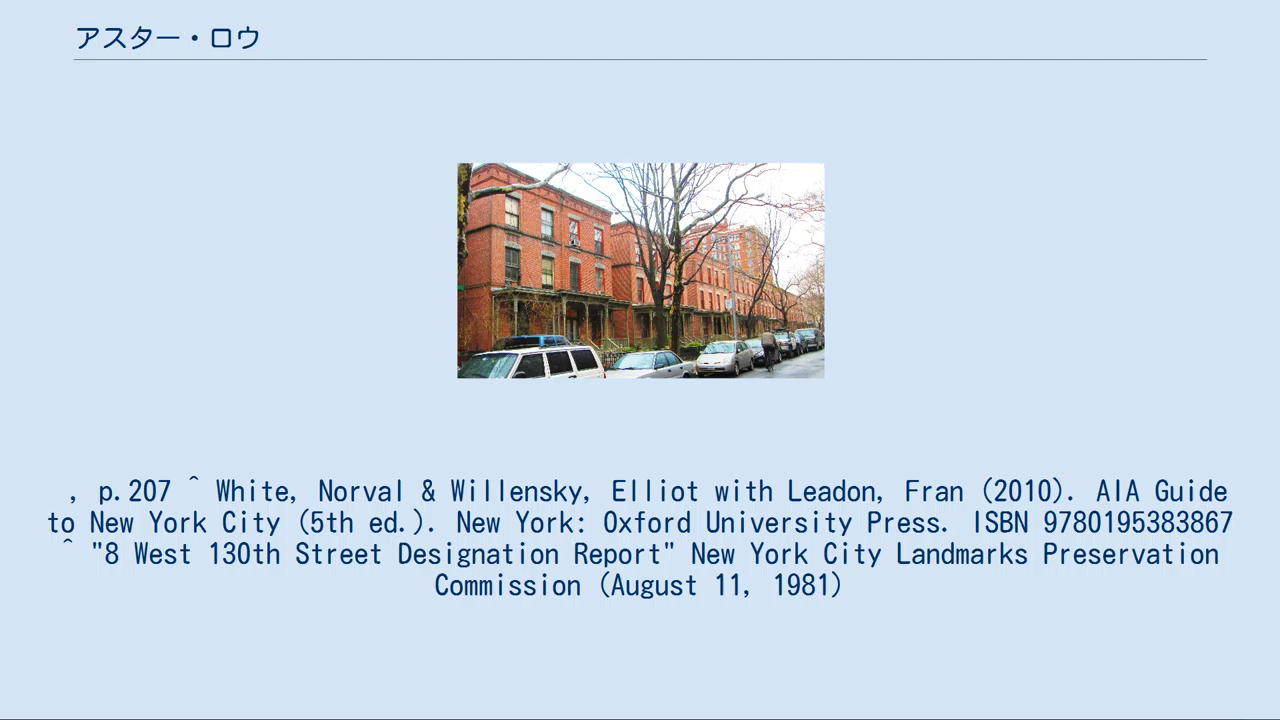 アスター・ロウ
, p.207 ^ White, Norval & Willensky, Elliot with Leadon, Fran (2010). AIA Guide
to New York City (5th ed.). New York: Oxford University Press. ISBN 9780195383867
^ "8 West 130th Street Designation Report" New York City Landmarks Preservation
Commission (August 11, 1981)